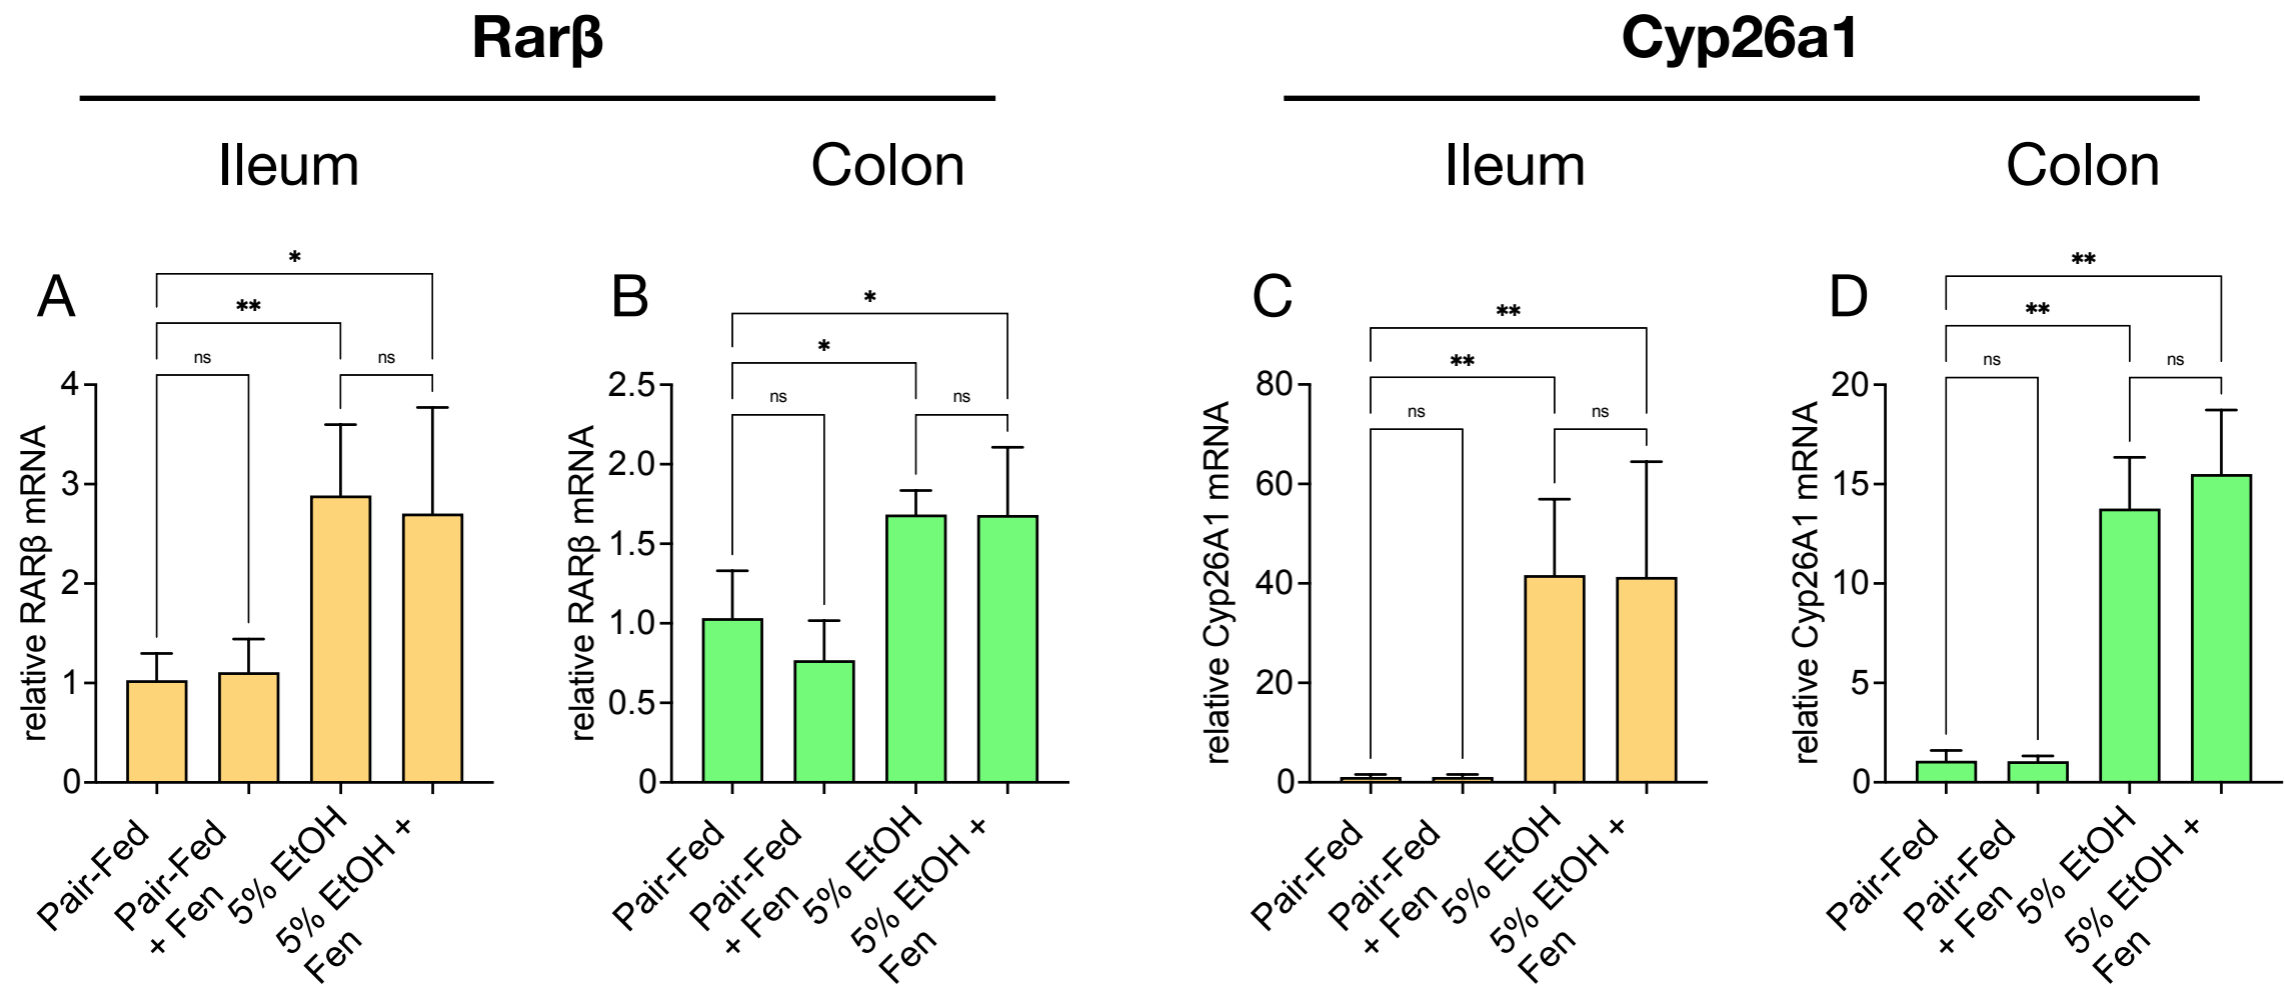 Rarβ
Cyp26a1
Ileum
Colon
Ileum
Colon
A
*
**
ns
ns
4
3
2
1
0
relative RARβ mRNA
Pair-Fed
Pair-Fed
+ Fen
5% EtOH
5% EtOH +
Fen
B
*
*
ns
ns
2.5
2.0
1.5
1.0
0.5
0
relative RARβ mRNA
Pair-Fed
Pair-Fed
+ Fen
5% EtOH
5% EtOH +
Fen
C
**
**
ns
ns
80
60
40
20
0
relative Cyp26A1 mRNA
Pair-Fed
Pair-Fed
+ Fen
5% EtOH
5% EtOH +
Fen
D
**
**
ns
ns
20
15
10
5
0
relative Cyp26A1 mRNA
Pair-Fed
Pair-Fed
+ Fen
5% EtOH
5% EtOH +
Fen